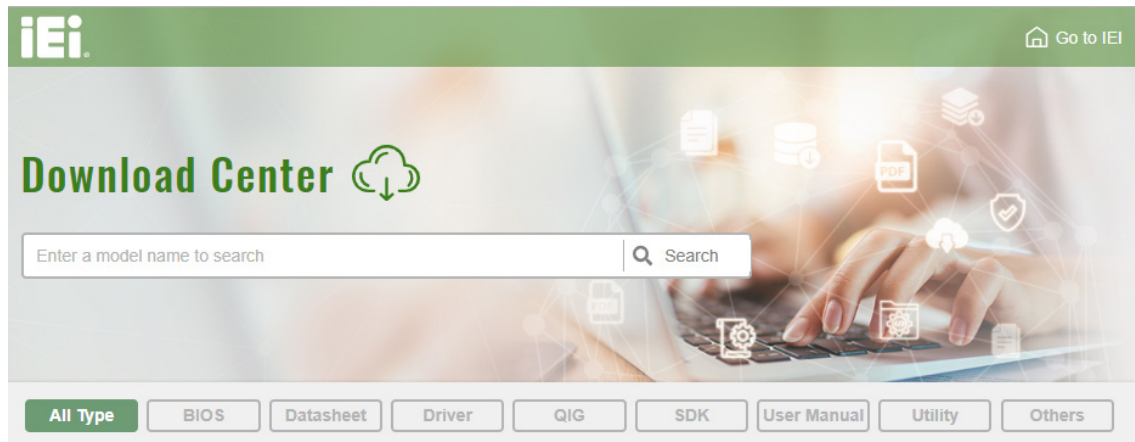 iEi
Go to IEI
Download Center
Enter a model name to search
Search
PDF
PDF
All Type BIOS Datasheet Driver QIG SDK User Manual Utility Others